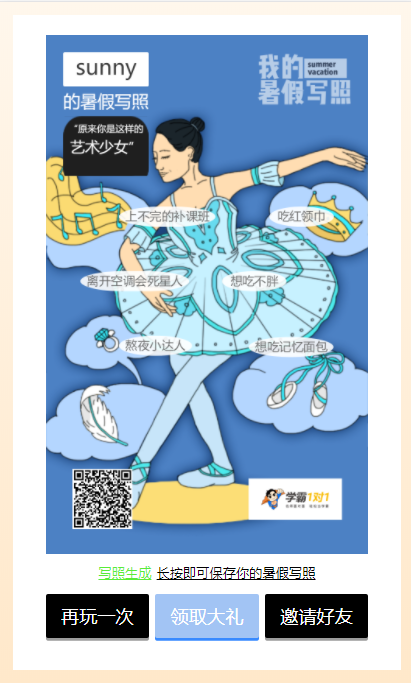 sunny
的暑假写照
“原来你是这样的
艺术少女”
我的
summer
vacation
暑假写照
上不完的补课班
吃红领巾
离开空调会死星人
想吃不胖
熬夜小达人
想吃记忆面包
学霸1对1
写照生成 长按即可保存你的暑假写照
再玩一次
领取大礼
邀请好友